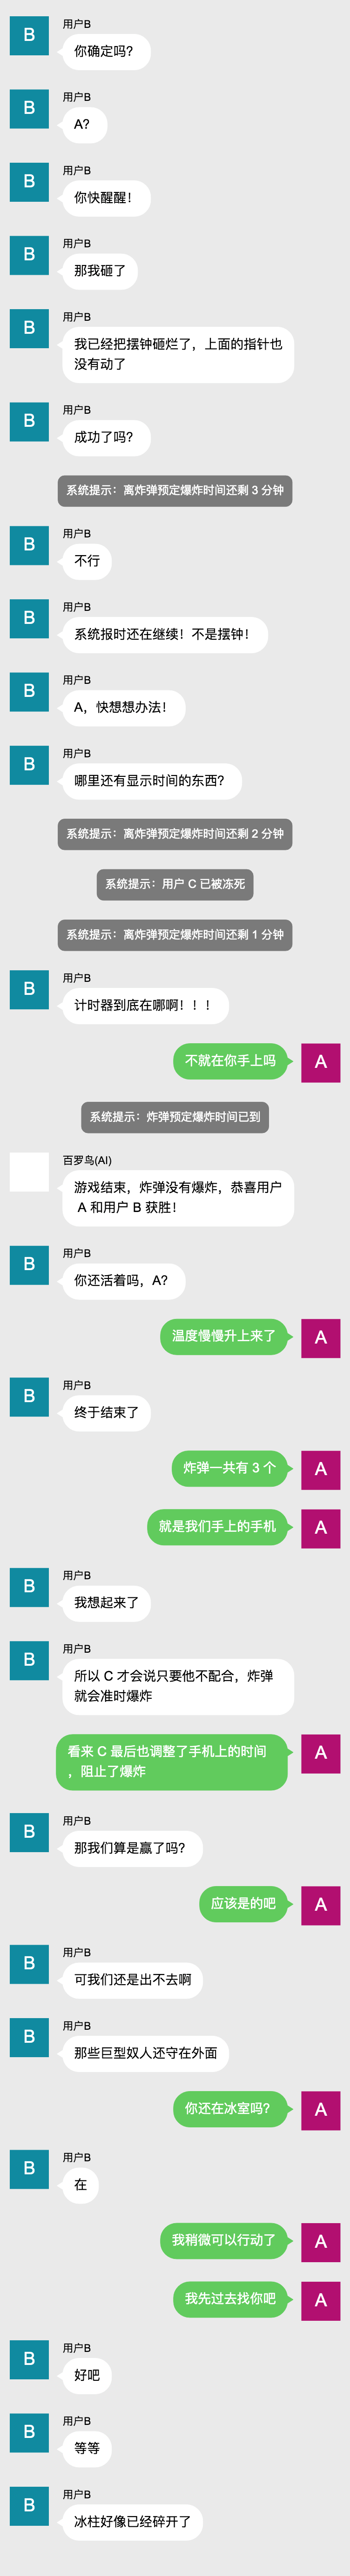 B
用户B
你确定吗？
B
用户B
A？
B
用户B
你快醒醒！
B
用户B
那我砸了
B
用户B
我已经把摆钟砸烂了，上面的指针也
没有动了
B
用户B
成功了吗？
系统提示：离炸弹预定爆炸时间还剩 3 分钟
B
用户B
不行
B
用户B
系统报时还在继续！不是摆钟！
B
用户B
A，快想想办法！
B
用户B
哪里还有显示时间的东西？
系统提示：离炸弹预定爆炸时间还剩 2 分钟
系统提示：用户 C 已被冻死
系统提示：离炸弹预定爆炸时间还剩 1 分钟
B
用户B
计时器到底在哪啊！！！
不就在你手上吗
A
系统提示：炸弹预定爆炸时间已到
百罗鸟(AI)
游戏结束，炸弹没有爆炸，恭喜用户
A 和用户 B 获胜！
B
用户B
你还活着吗，A？
温度慢慢升上来了
A
B
用户B
终于结束了
炸弹一共有 3 个
A
就是我们手上的手机
A
B
用户B
我想起来了
B
用户B
所以 C 才会说只要他不配合，炸弹
就会准时爆炸
看来 C 最后也调整了手机上的时间
，阻止了爆炸
A
B
用户B
那我们算是赢了吗？
应该是的吧
A
B
用户B
可我们还是出不去啊
B
用户B
那些巨型奴人还守在外面
你还在冰室吗？
A
B
用户B
在
我稍微可以行动了
A
我先过去找你吧
A
B
用户B
好吧
B
用户B
等等
B
用户B
冰柱好像已经碎开了